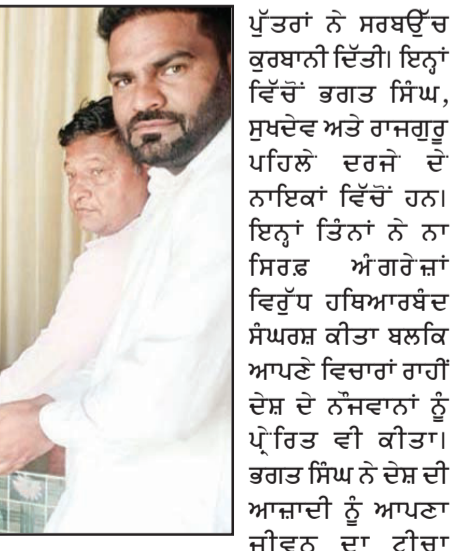 ਪੁੱਤਰਾਂ ਨੇ ਸਰਬਉੱਚ
ਕੁਰਬਾਨੀ ਦਿੱਤੀ। ਇਨ੍ਹਾਂ
ਵਿੱਚੋਂ ਭਗਤ ਸਿੰਘ,
ਸੁਖਦੇਵ ਅਤੇ ਰਾਜਗੁਰੂ
ਪਹਿਲੇ ਦਰਜੇ ਦੇ
ਨਾਇਕਾਂ ਵਿੱਚੋਂ ਹਨ।
ਇਨ੍ਹਾਂ ਤਿੰਨਾਂ ਨੇ ਨਾ
ਸਿਰਫ਼ ਅੰਗਰੇਜ਼ਾਂ
ਵਿਰੁੱਧ ਹਥਿਆਰਬੰਦ
ਸੰਘਰਸ਼ ਕੀਤਾ ਬਲਕਿ
ਆਪਣੇ ਵਿਚਾਰਾਂ ਰਾਹੀਂ
ਦੇਸ਼ ਦੇ ਨੌਜਵਾਨਾਂ ਨੂੰ
ਪ੍ਰੇਰਿਤ ਵੀ ਕੀਤਾ।
ਭਗਤ ਸਿੰਘ ਨੇ ਦੇਸ਼ ਦੀ
ਆਜ਼ਾਦੀ ਨੂੰ ਆਪਣਾ
ਜੀਵਨ ਦਾ ਟੀਚਾ